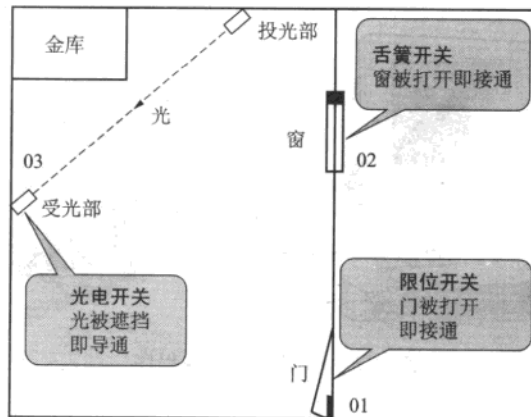 金库
投光部
舌簧开关
窗被打开即接通
光
窗
03
02
受光部
光电开关
光被遮挡
即导通
限位开关
门被打开
即接通
门
01